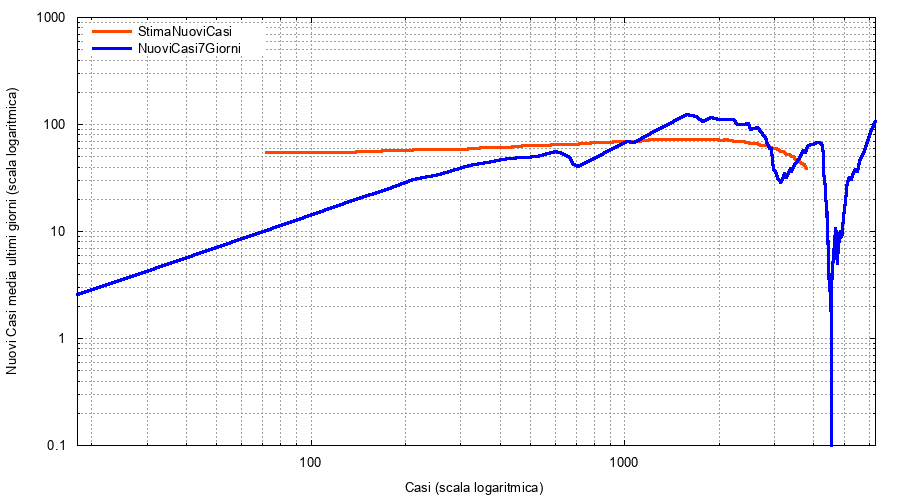 StimaNuoviCasi
NuoviCasi7Giorni
1000
100
10
1
0.1
Nuovi Casi media ultimi giorni (scala logaritmica)
100
1000
Casi (scala logaritmica)